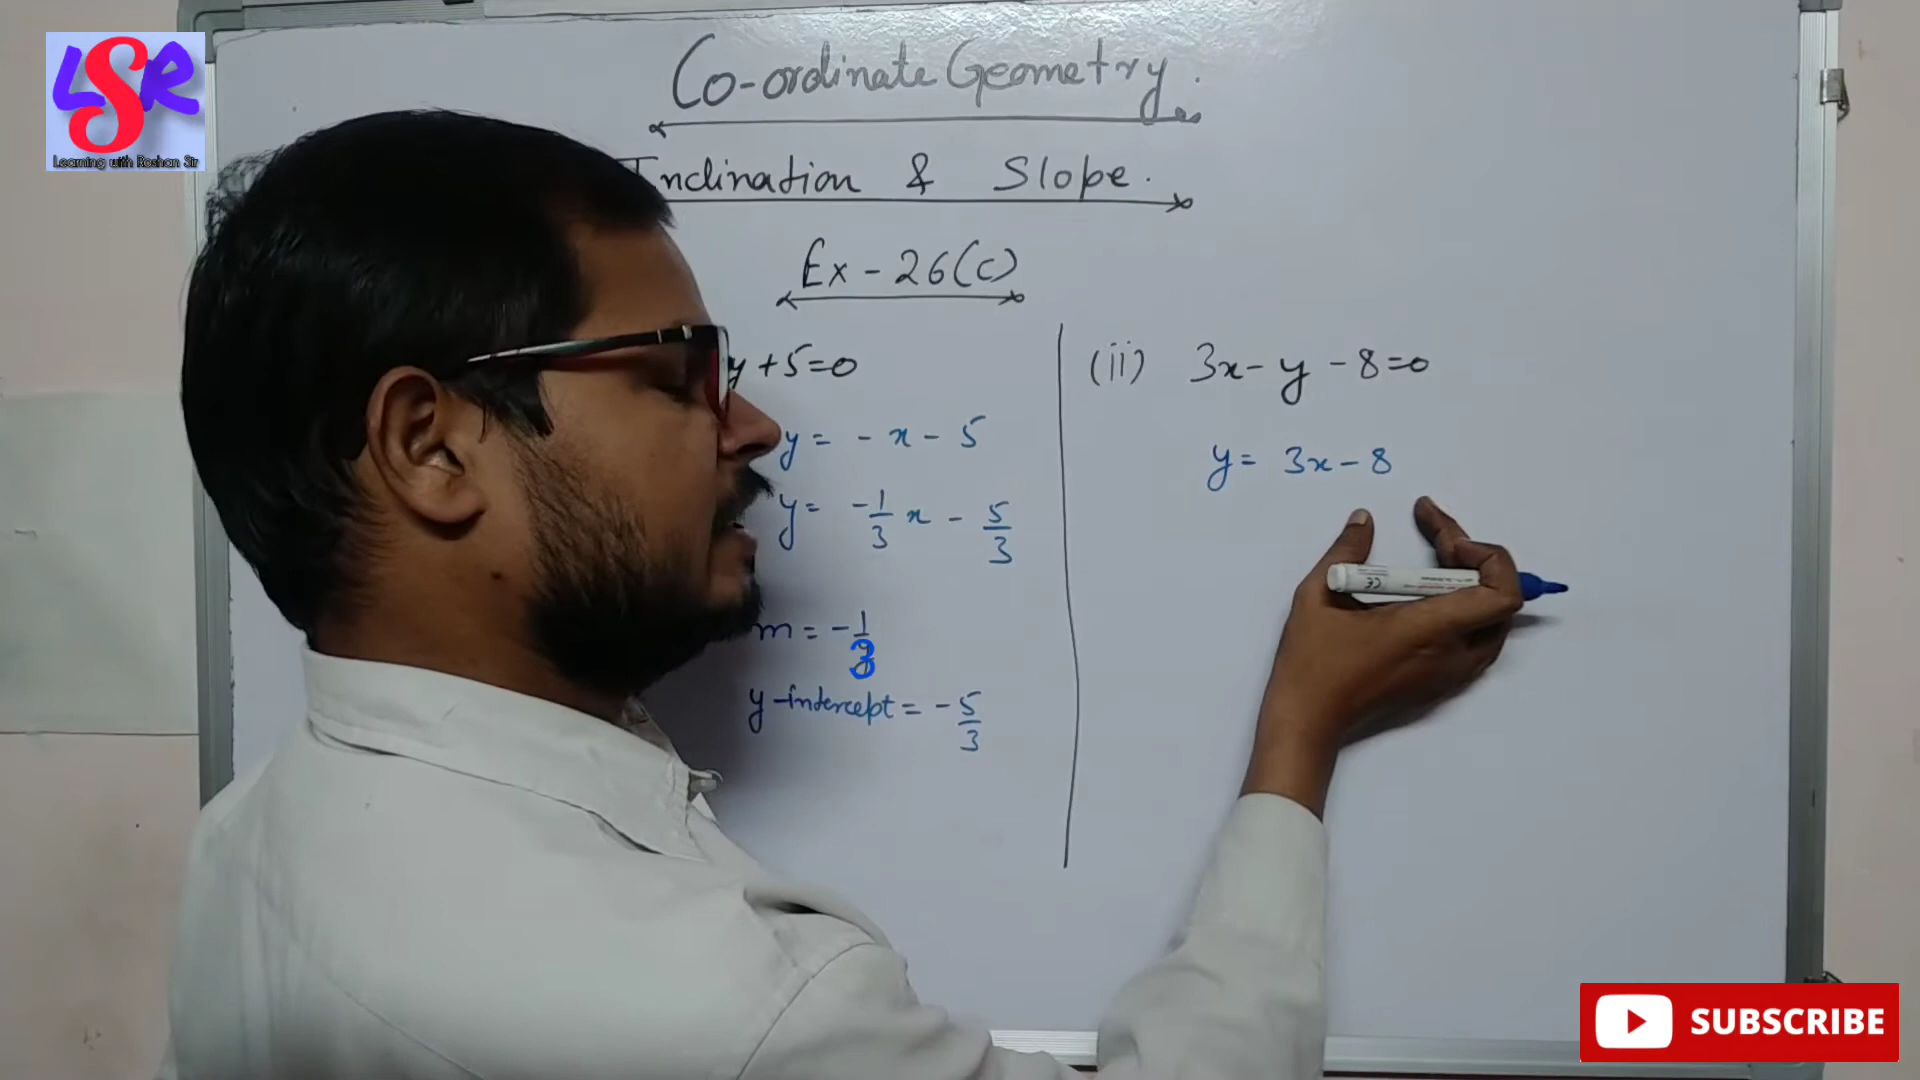 LSR
Learning with Roshan Sir
Co-ordinate Geometry.
Inclination & Slope.
Ex - 26(c)
y + 5 = 0
y = - x - 5
y = -1/3 x - 5/3
m = -1/3
y-intercept = -5/3
(ii) 3x - y - 8 = 0
y = 3x - 8
CE
SUBSCRIBE